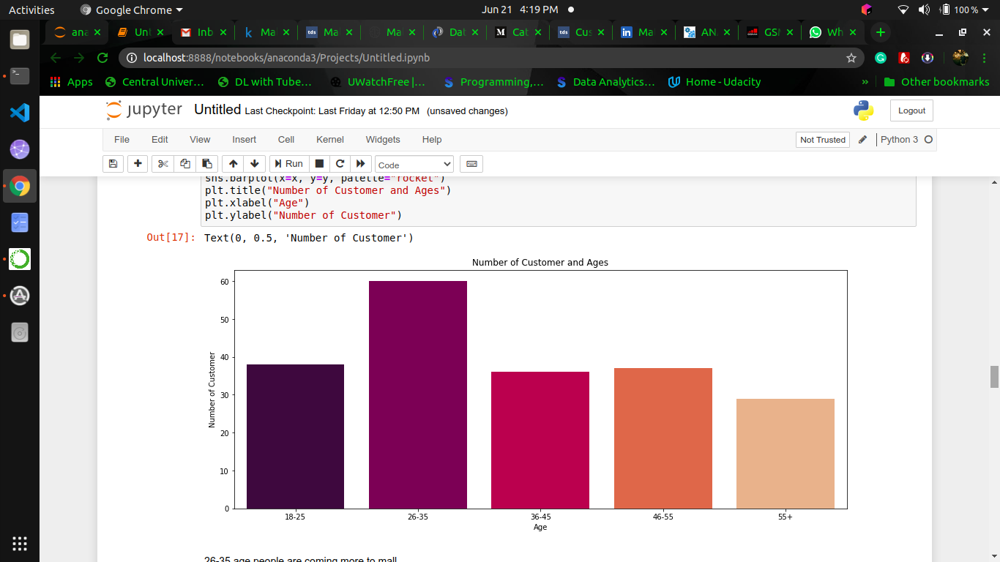 Activities Google Chrome Jun 21 4:19 PM 100 %
ana Unt Inb Ma tds Ma Ma Dat Cat tds Cus Ma AN GSM Wh
localhost:8888/notebooks/anaconda3/Projects/Untitled.ipynb
Apps Central Univer... DL with Tube... UWatchFree |... Programming,... Data Analytics... Home - Udacity » Other bookmarks
jupyter Untitled Last Checkpoint: Last Friday at 12:50 PM (unsaved changes) Logout
File Edit View Insert Cell Kernel Widgets Help Not Trusted Python 3
Run Code
sns.barplot(x=x, y=y, palette="rocket")
plt.title("Number of Customer and Ages")
plt.xlabel("Age")
plt.ylabel("Number of Customer")
Out[17]: Text(0, 0.5, 'Number of Customer')
Number of Customer and Ages
60
50
40
30
20
10
0
Number of Customer
18-25 26-35 36-45 46-55 55+
Age
26-35 age people are coming more to mall